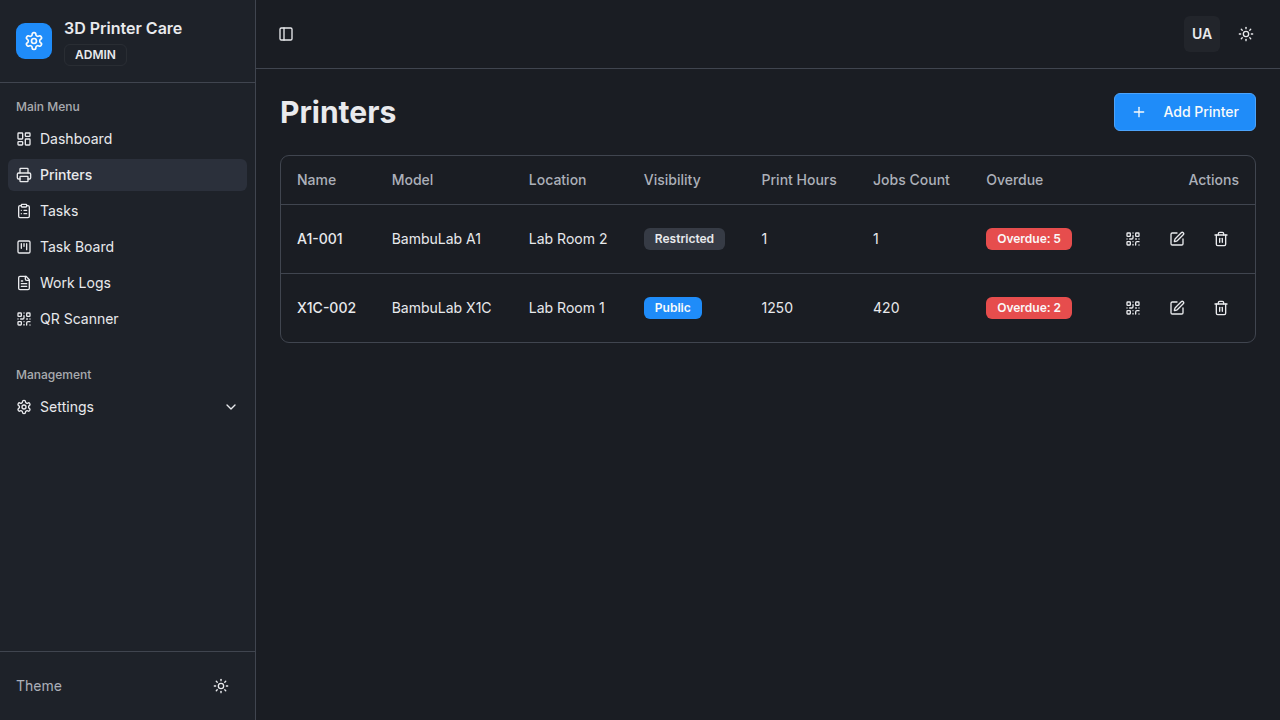 3D Printer Care
ADMIN
UA
Main Menu
Dashboard
Printers
Tasks
Task Board
Work Logs
QR Scanner
Management
Settings
Theme
Printers
Add Printer
Name Model Location Visibility Print Hours Jobs Count Overdue Actions
A1-001 BambuLab A1 Lab Room 2 Restricted 1 1 Overdue: 5
X1C-002 BambuLab X1C Lab Room 1 Public 1250 420 Overdue: 2